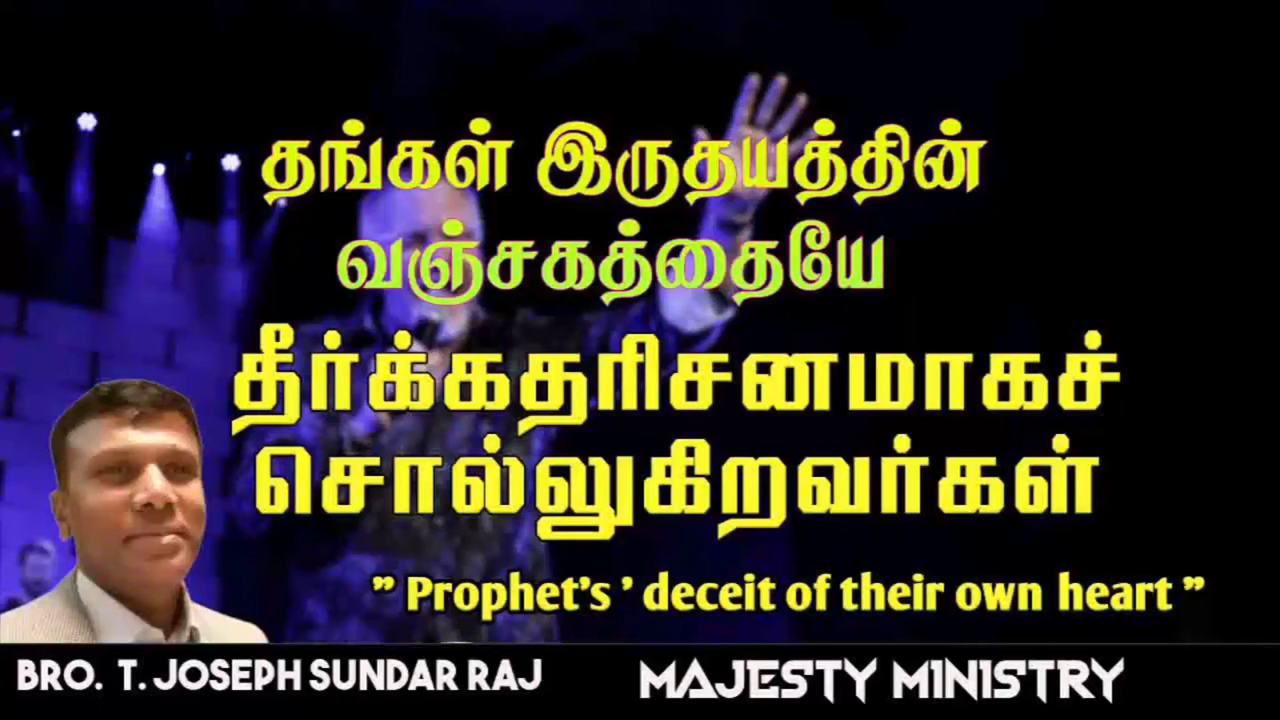 தங்கள் இருதயத்தின்
வஞ்சகத்தையே
தீர்க்கதரிசனமாகச்
சொல்லுகிறவர்கள்
" Prophet's ' deceit of their own heart "
BRO. T. JOSEPH SUNDAR RAJ
MAJESTY MINISTRY